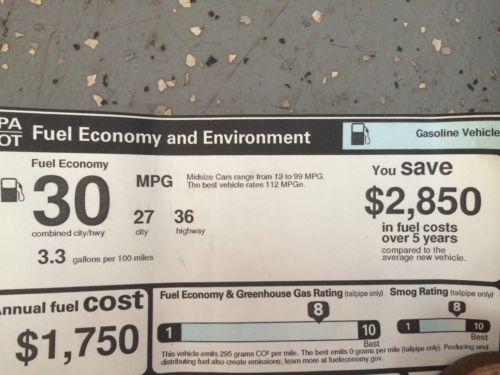 PA
OT Fuel Economy and Environment
Gasoline Vehicle
Fuel Economy
30
combined city/hwy
MPG
27 36
city highway
3.3 gallons per 100 miles
Midsize Cars range from 13 to 99 MPG.
The best vehicle rates 112 MPGe.
You save
$2,850
in fuel costs
over 5 years
compared to the
average new vehicle.
nnual fuel cost
$1,750
Fuel Economy & Greenhouse Gas Rating (tailpipe only)
8
1 10
Best
Smog Rating (tailpipe only)
8
1 10
Best
This vehicle emits 295 grams CO² per mile. The best emits 0 grams per mile (tailpipe only). Producing and
distributing fuel also create emissions; learn more at fueleconomy.gov.